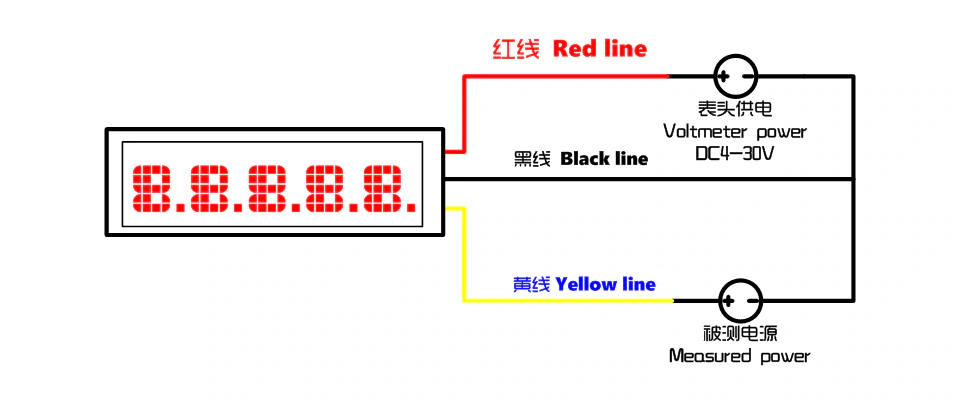 红线 Red line
表头供电
Voltmeter power
DC4-30V
黑线 Black line
8.8.8.8.8.
黄线 Yellow line
被测电源
Measured power